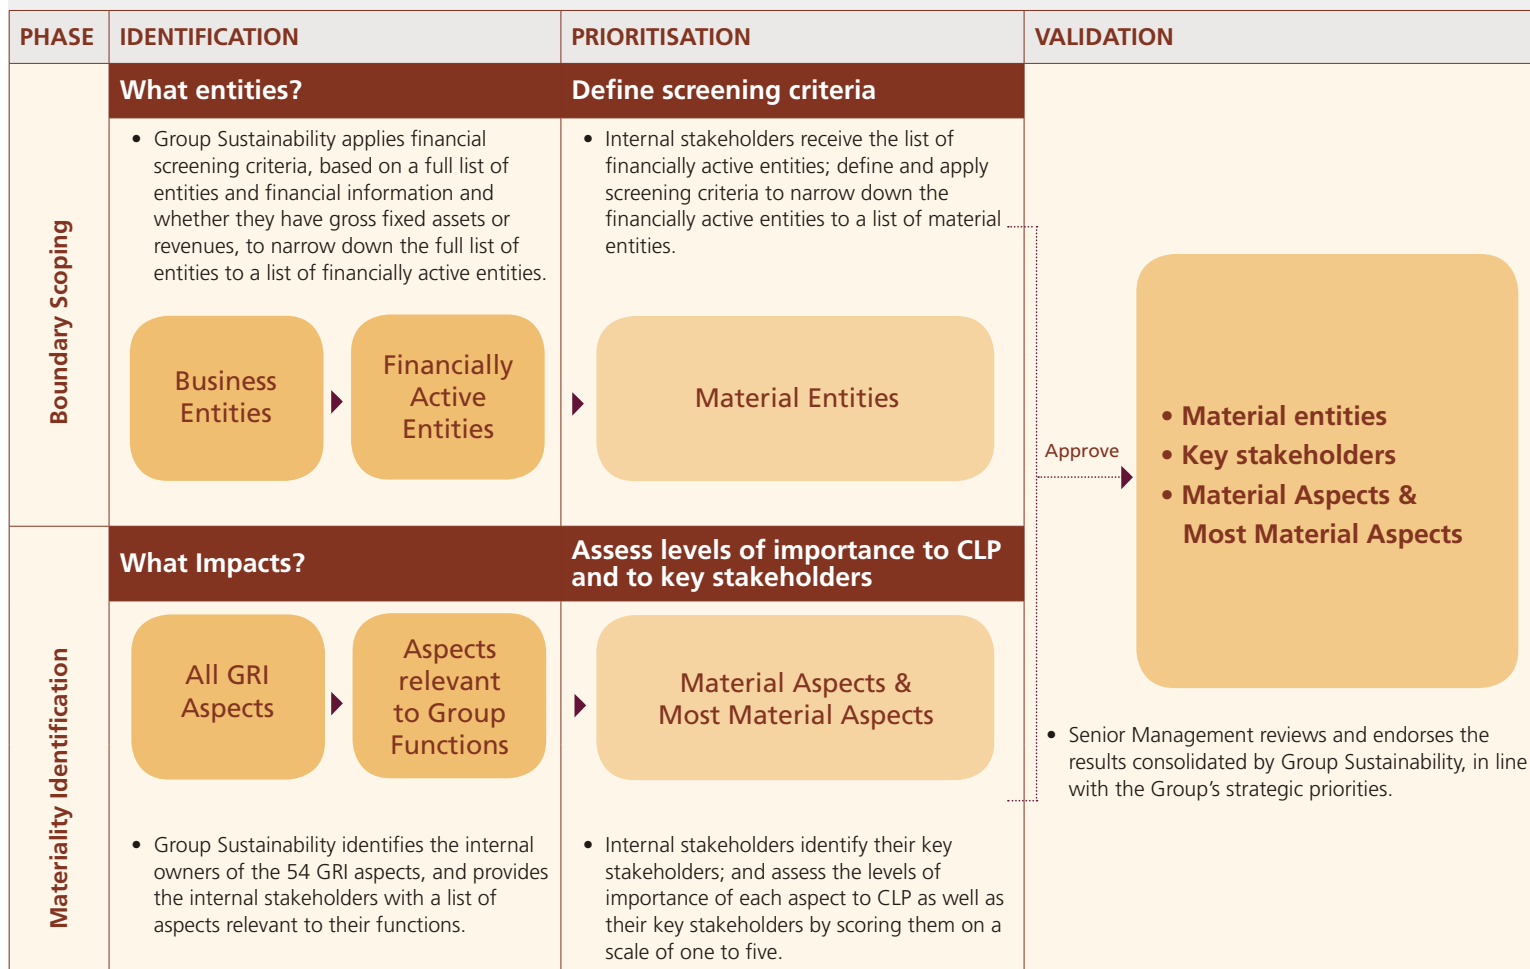 PHASE
IDENTIFICATION
PRIORITISATION
VALIDATION
Boundary Scoping
What entities?
• Group Sustainability applies financial
screening criteria, based on a full list of
entities and financial information and
whether they have gross fixed assets or
revenues, to narrow down the full list of
entities to a list of financially active entities.
Business
Entities
Financially
Active
Entities
Define screening criteria
• Internal stakeholders receive the list of
financially active entities; define and apply
screening criteria to narrow down the
financially active entities to a list of material
entities.
Material Entities
Materiality Identification
What Impacts?
All GRI
Aspects
Aspects
relevant
to Group
Functions
• Group Sustainability identifies the internal
owners of the 54 GRI aspects, and provides
the internal stakeholders with a list of
aspects relevant to their functions.
Assess levels of importance to CLP
and to key stakeholders
Material Aspects &
Most Material Aspects
• Internal stakeholders identify their key
stakeholders; and assess the levels of
importance of each aspect to CLP as well as
their key stakeholders by scoring them on a
scale of one to five.
Approve
• Material entities
• Key stakeholders
• Material Aspects &
Most Material Aspects
• Senior Management reviews and endorses the
results consolidated by Group Sustainability, in line
with the Group's strategic priorities.